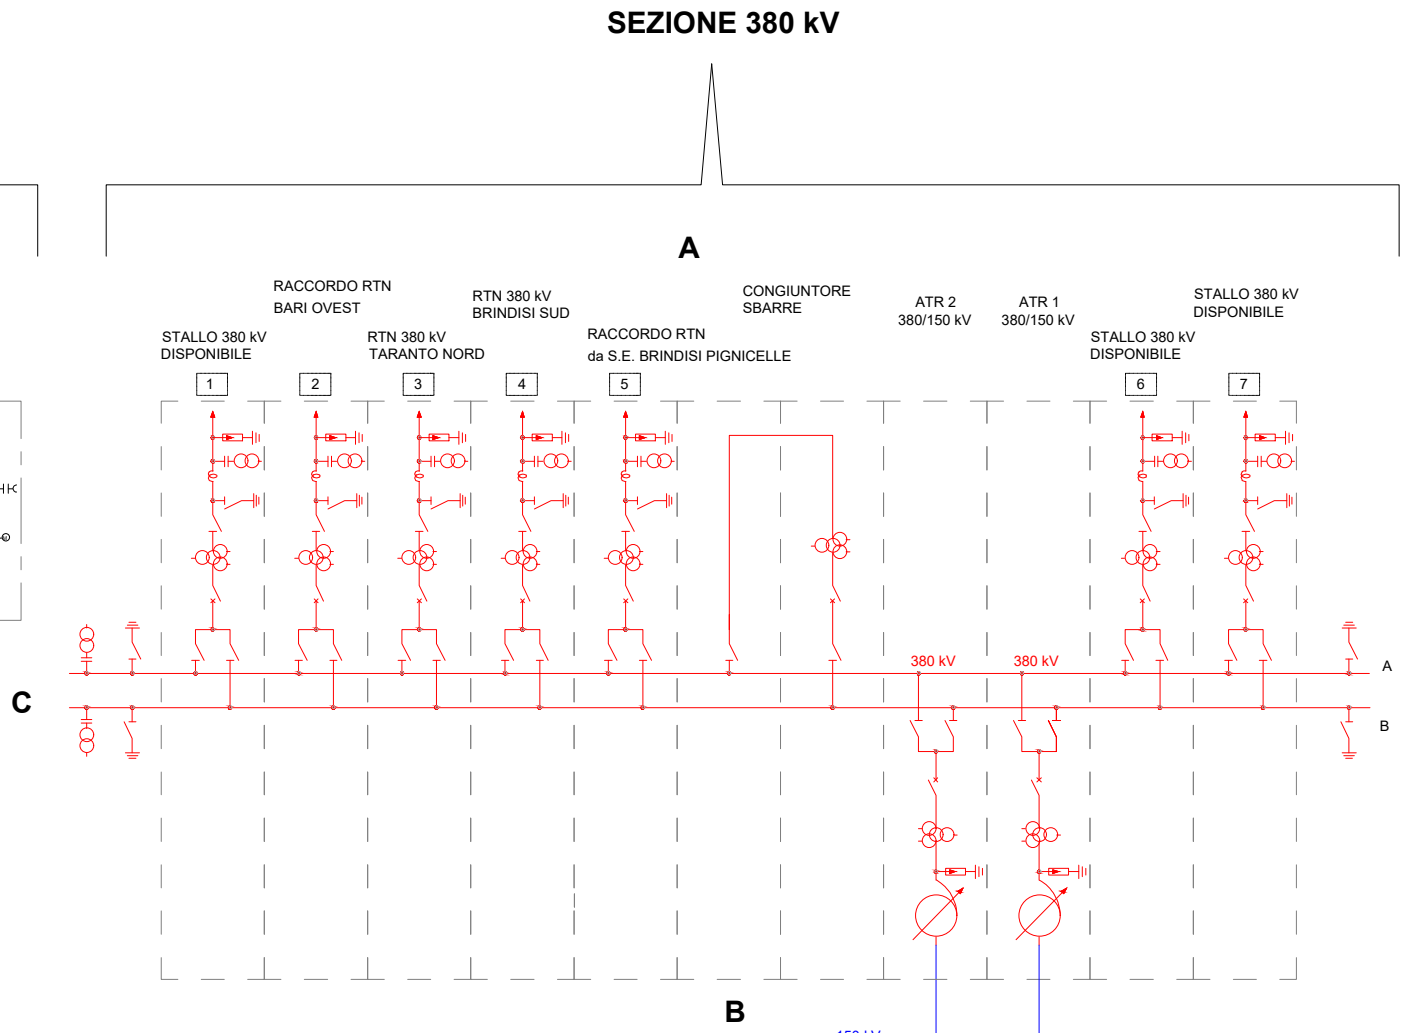 SEZIONE 380 kV
A
RACCORDO RTN
BARI OVEST
RTN 380 kV
BRINDISI SUD
CONGIUNTORE
SBARRE
ATR 2
380/150 kV
ATR 1
380/150 kV
STALLO 380 kV
DISPONIBILE
STALLO 380 kV
DISPONIBILE
RTN 380 kV
TARANTO NORD
RACCORDO RTN
da S.E. BRINDISI PIGNICELLE
STALLO 380 kV
DISPONIBILE
1
2
3
4
5
6
7
380 kV
380 kV
A
C
B
B